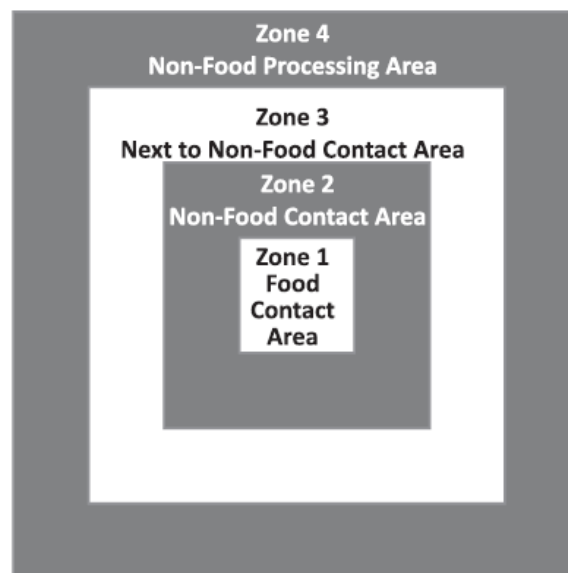 Zone 4
Non-Food Processing Area
Zone 3
Next to Non-Food Contact Area
Zone 2
Non-Food Contact Area
Zone 1
Food
Contact
Area